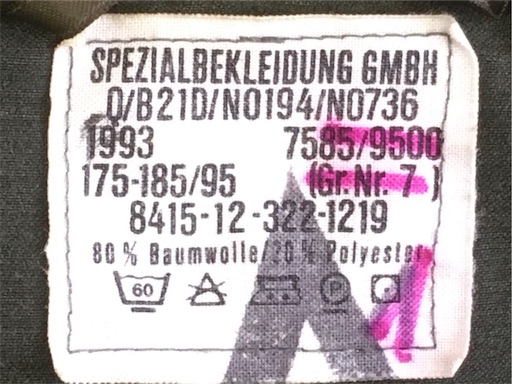 SPEZIALBEKLEIDUNG GMBH
Q/B21D/N0194/N0736
1993 7585/9500
175-185/95 (Gr.Nr. 7 )
8415-12-322-1219
80 % Baumwolle/20 % Polyester
60 P